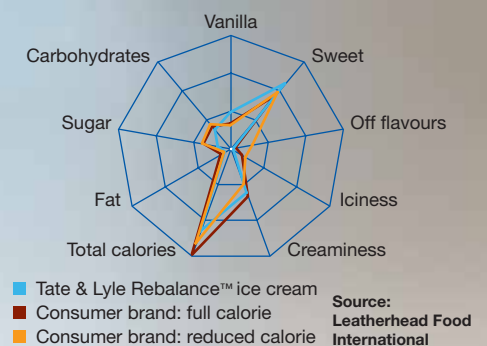 Vanilla
Carbohydrates
Sweet
Sugar
Off flavours
Fat
Iciness
Total calories
Creaminess
Tate & Lyle Rebalance™ ice cream
Consumer brand: full calorie
Consumer brand: reduced calorie
Source:
Leatherhead Food
International